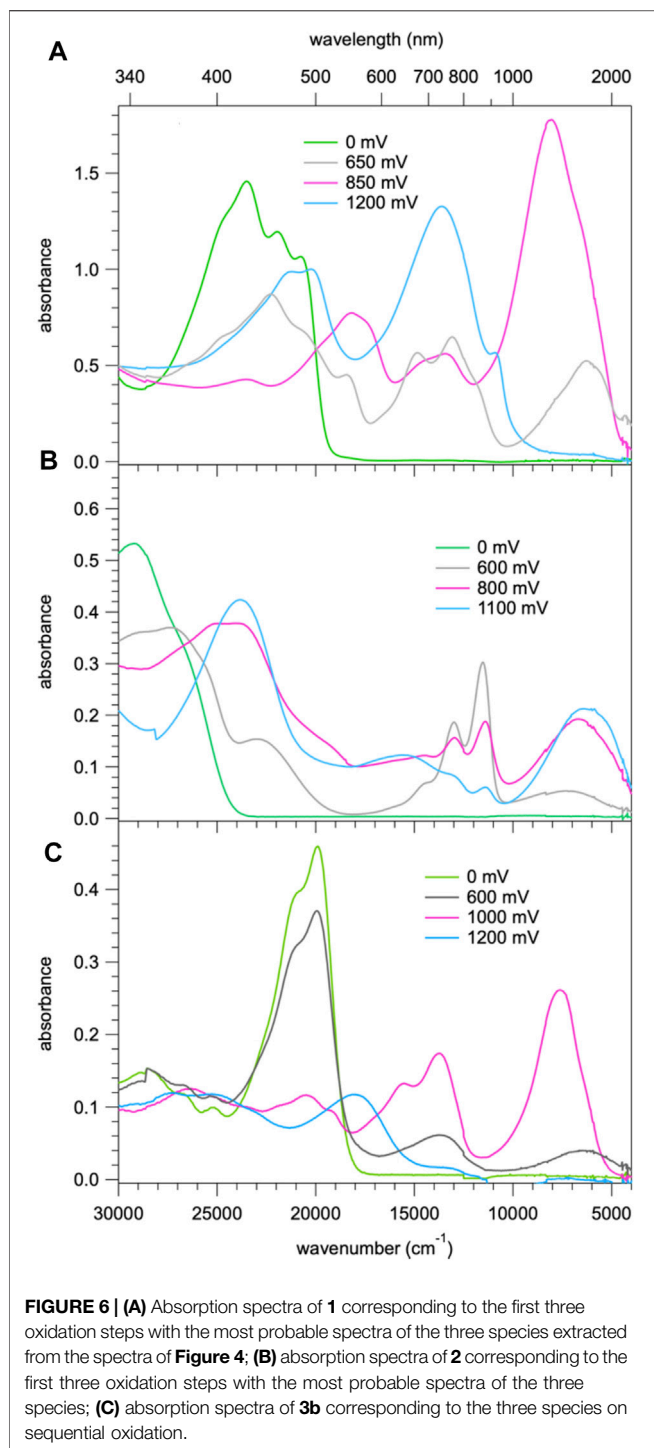 A
wavelength (nm)
340 400 500 600 700 800 1000 2000
absorbance
1.5
1.0
0.5
0.0
0 mV
650 mV
850 mV
1200 mV
B
absorbance
0.6
0.5
0.4
0.3
0.2
0.1
0.0
0 mV
600 mV
800 mV
1100 mV
C
absorbance
0.4
0.3
0.2
0.1
0.0
0 mV
600 mV
1000 mV
1200 mV
30000 25000 20000 15000 10000 5000
wavenumber (cm⁻¹)
FIGURE 6 | (A) Absorption spectra of 1 corresponding to the first three
oxidation steps with the most probable spectra of the three species extracted
from the spectra of Figure 4; (B) absorption spectra of 2 corresponding to the
first three oxidation steps with the most probable spectra of the three
species; (C) absorption spectra of 3b corresponding to the three species on
sequential oxidation.